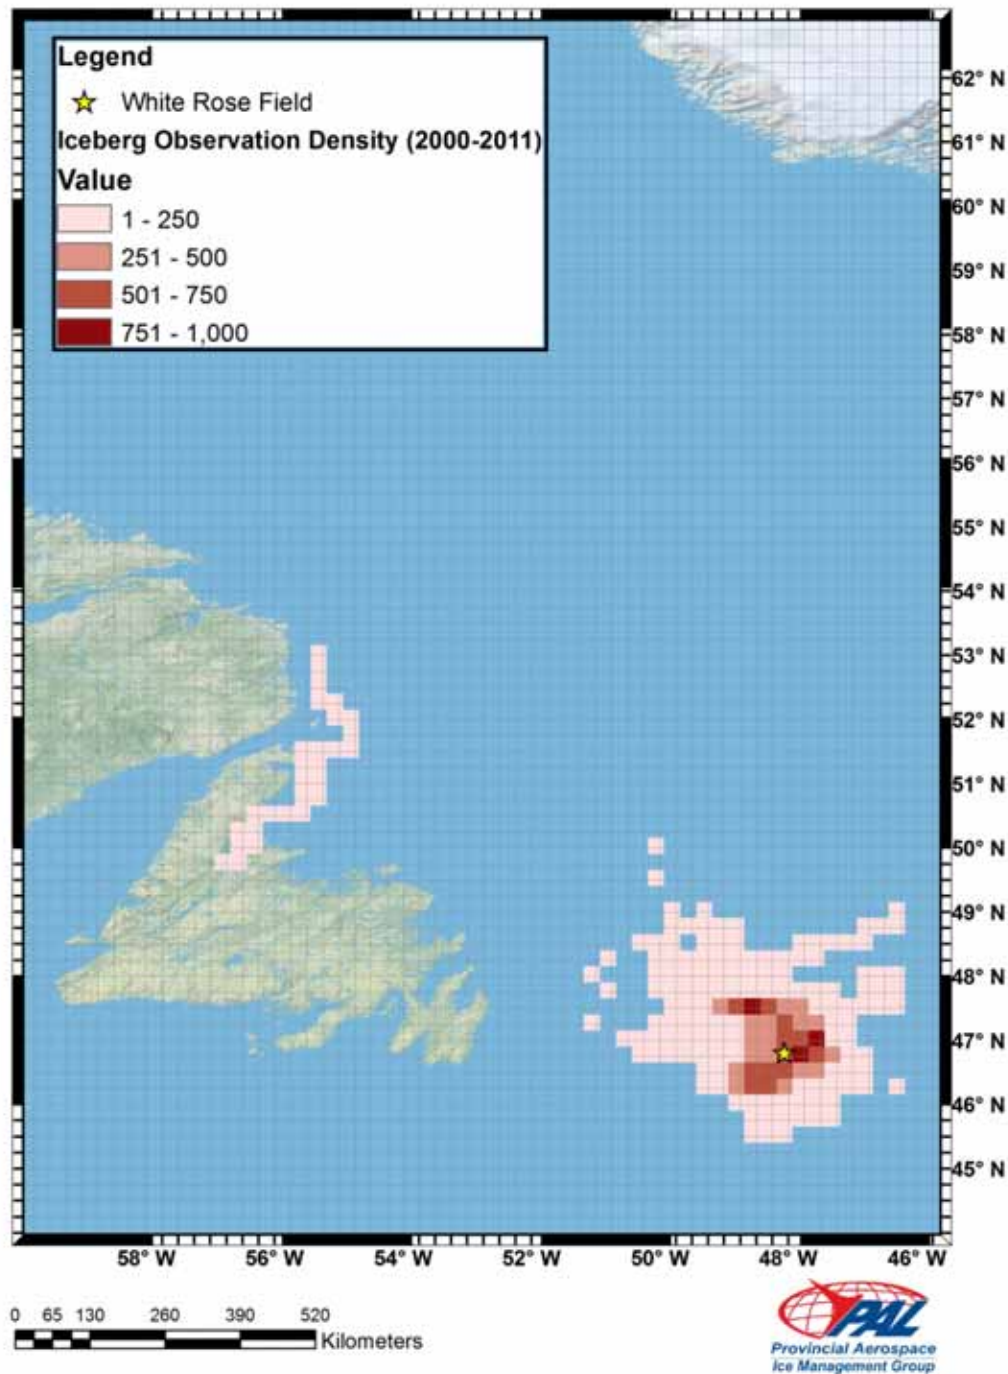 Legend
White Rose Field
Iceberg Observation Density (2000-2011)
Value
1 - 250
251 - 500
501 - 750
751 - 1,000
62° N
61° N
60° N
59° N
58° N
57° N
56° N
55° N
54° N
53° N
52° N
51° N
50° N
49° N
48° N
47° N
46° N
45° N
58° W 56° W 54° W 52° W 50° W 48° W 46° W
0 65 130 260 390 520
Kilometers
PAL
Provincial Aerospace
Ice Management Group